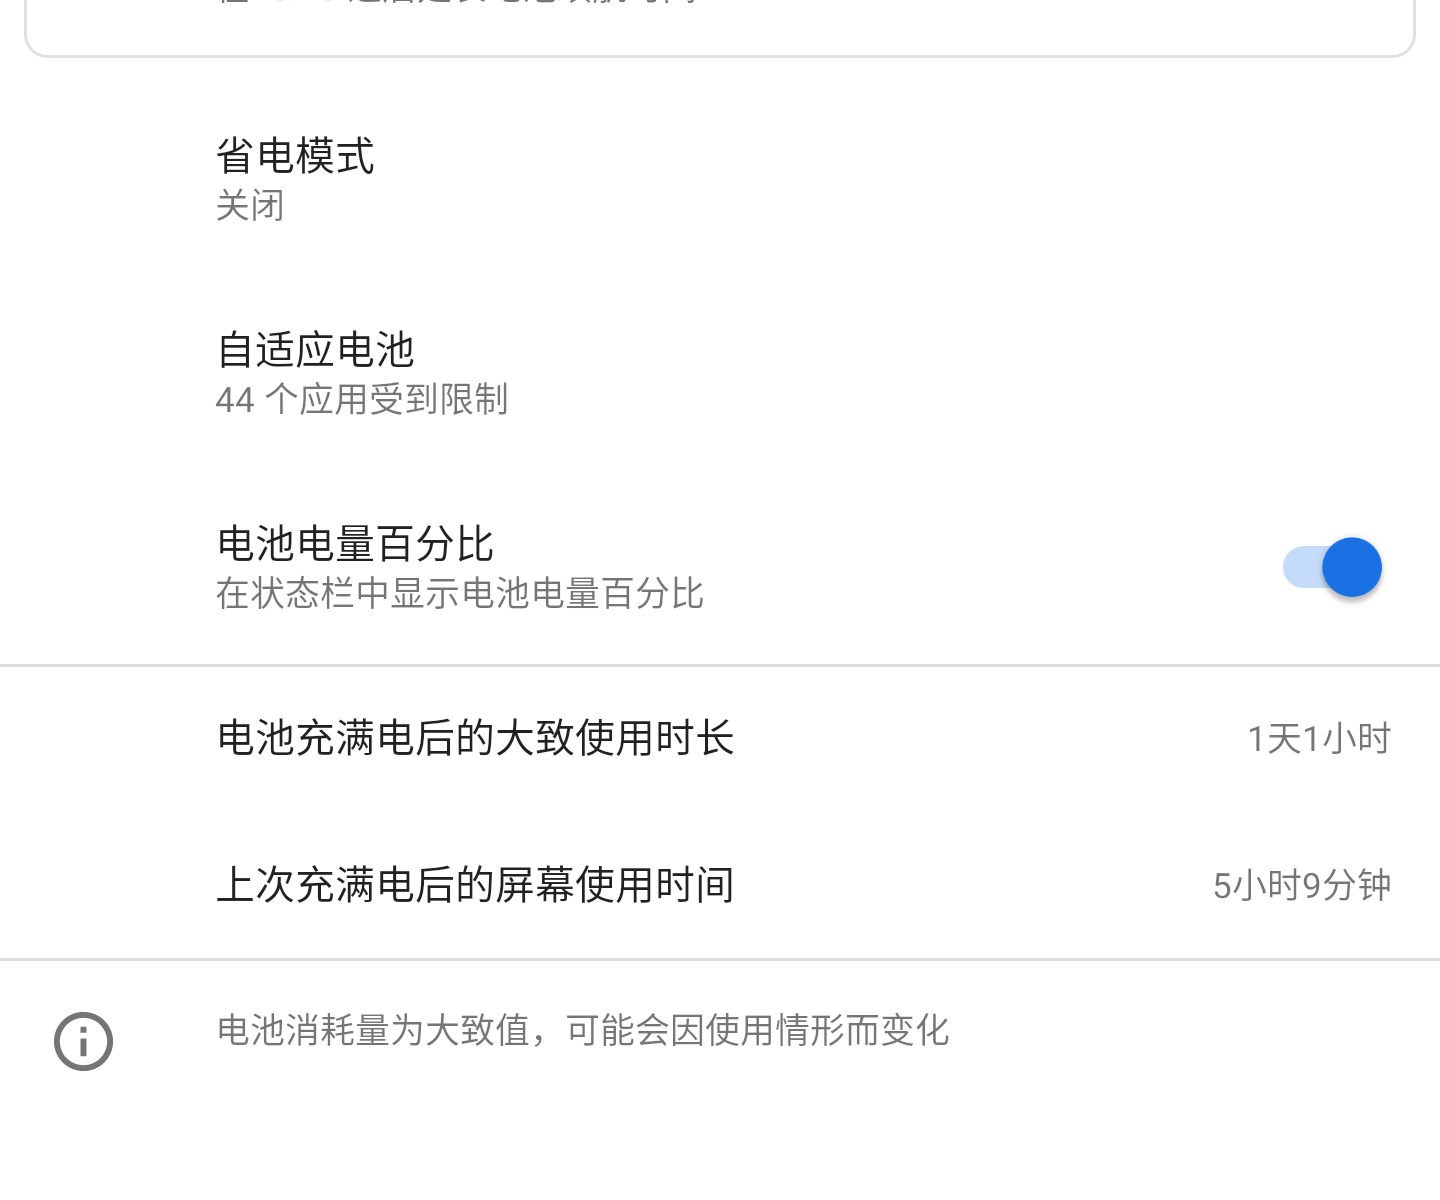 省电模式
关闭
自适应电池
44 个应用受到限制
电池电量百分比
在状态栏中显示电池电量百分比
电池充满电后的大致使用时长
1天1小时
上次充满电后的屏幕使用时间
5小时9分钟
电池消耗量为大致值，可能会因使用情形而变化